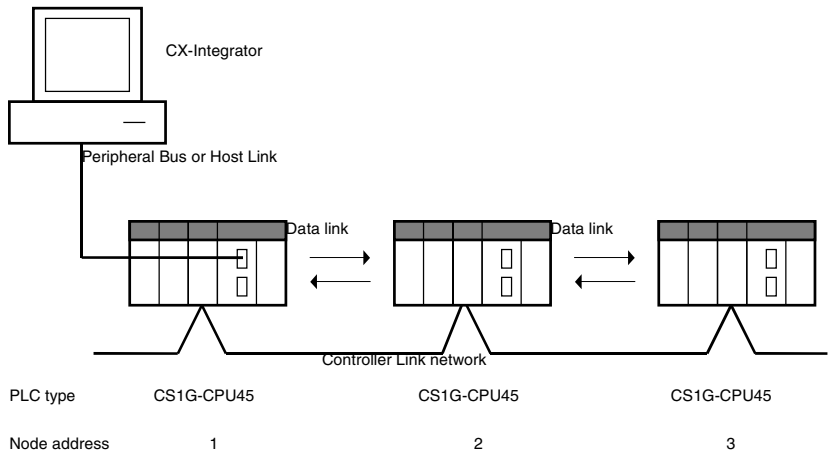 CX-Integrator
Peripheral Bus or Host Link
Data link
Data link
Controller Link network
PLC type CS1G-CPU45 CS1G-CPU45 CS1G-CPU45
Node address 1 2 3